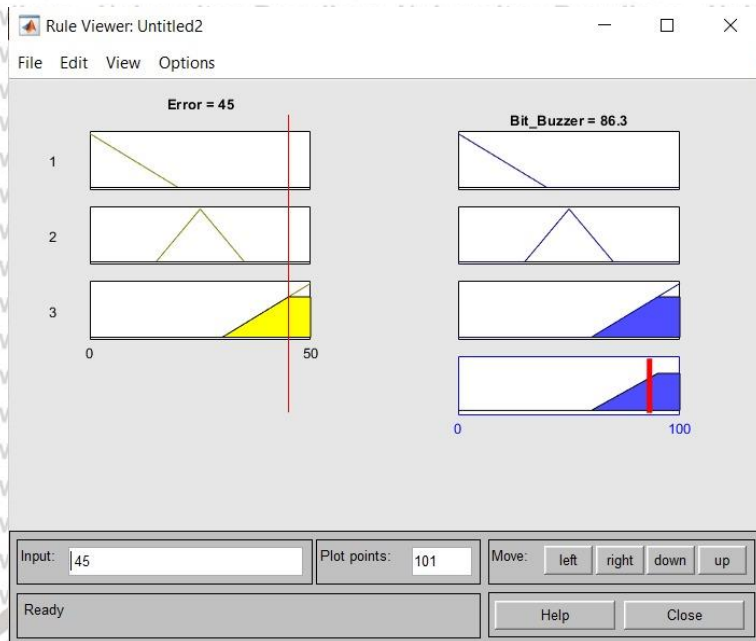 Rule Viewer: Untitled2
File Edit View Options
Error = 45
Bit_Buzzer = 86.3
1
2
3
0 50
0 100
Input: 45
Plot points: 101
Move: left right down up
Ready
Help Close